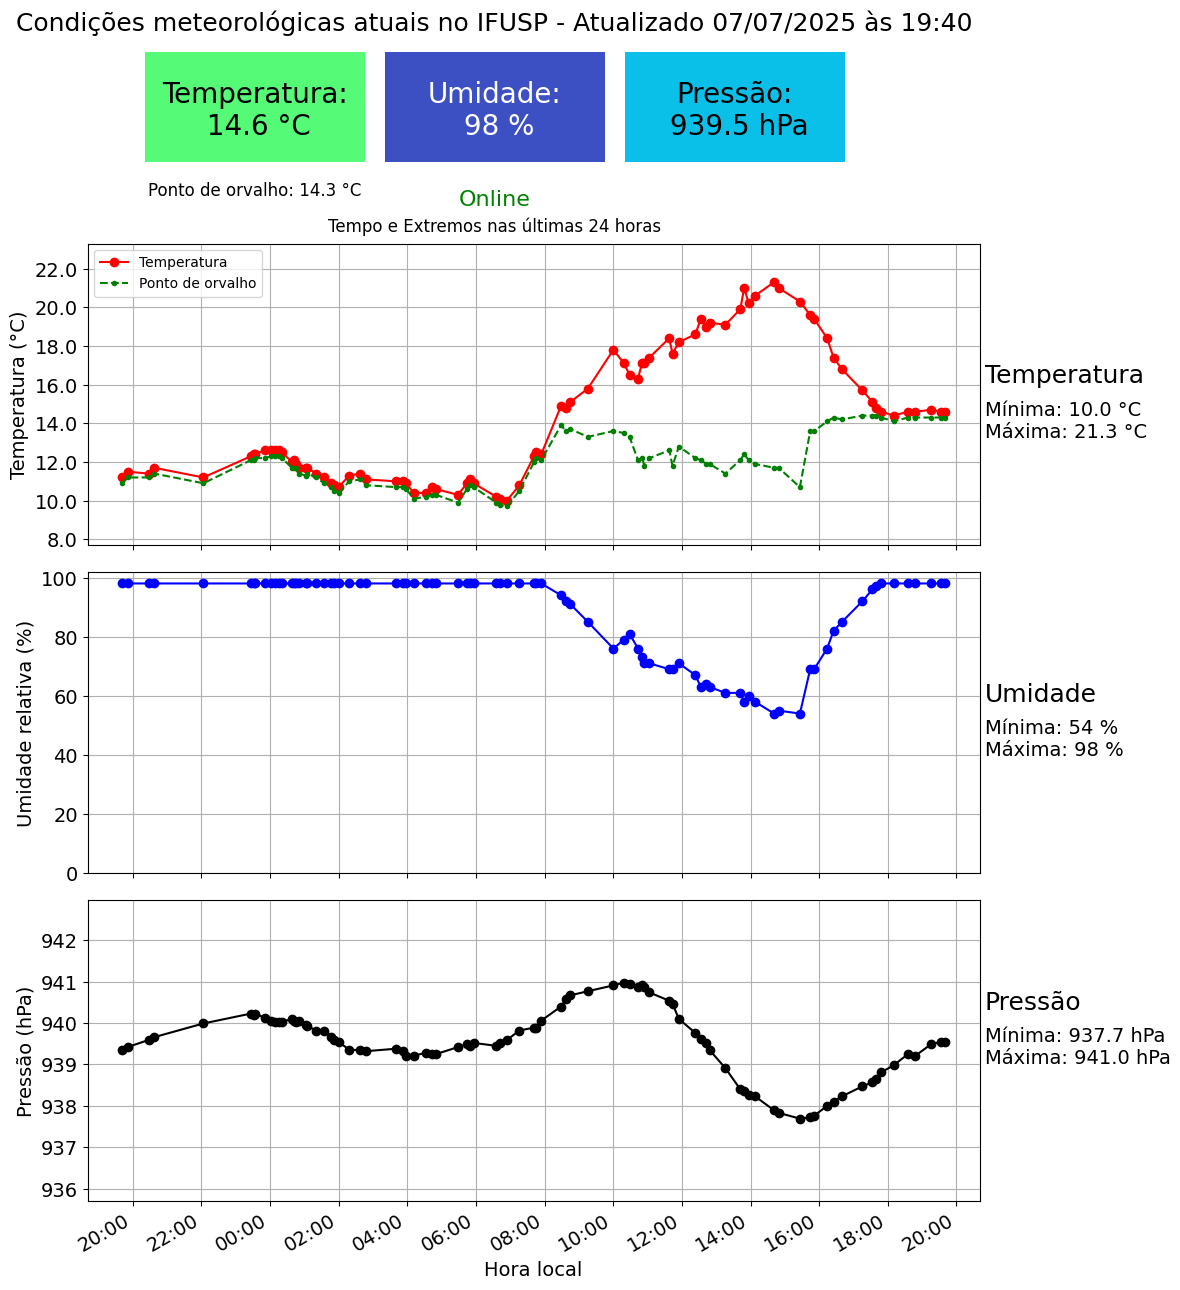 Condições meteorológicas atuais no IFUSP - Atualizado 07/07/2025 às 19:40
Temperatura:
14.6 °C
Umidade:
98 %
Pressão:
939.5 hPa
Ponto de orvalho: 14.3 °C
Online
Tempo e Extremos nas últimas 24 horas
Temperatura
Ponto de orvalho
Temperatura (°C)
22.0
20.0
18.0
16.0
14.0
12.0
10.0
8.0
Temperatura
Mínima: 10.0 °C
Máxima: 21.3 °C
Umidade relativa (%)
100
80
60
40
20
0
Umidade
Mínima: 54 %
Máxima: 98 %
Pressão (hPa)
942
941
940
939
938
937
936
Pressão
Mínima: 937.7 hPa
Máxima: 941.0 hPa
20:00
22:00
00:00
02:00
04:00
06:00
08:00
10:00
12:00
14:00
16:00
18:00
20:00
Hora local